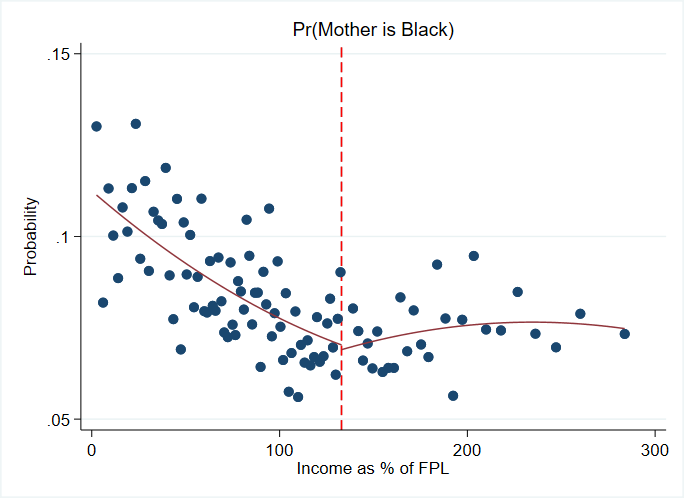 Pr(Mother is Black)
.15
.1
.05
Probability
0
100
200
300
Income as % of FPL